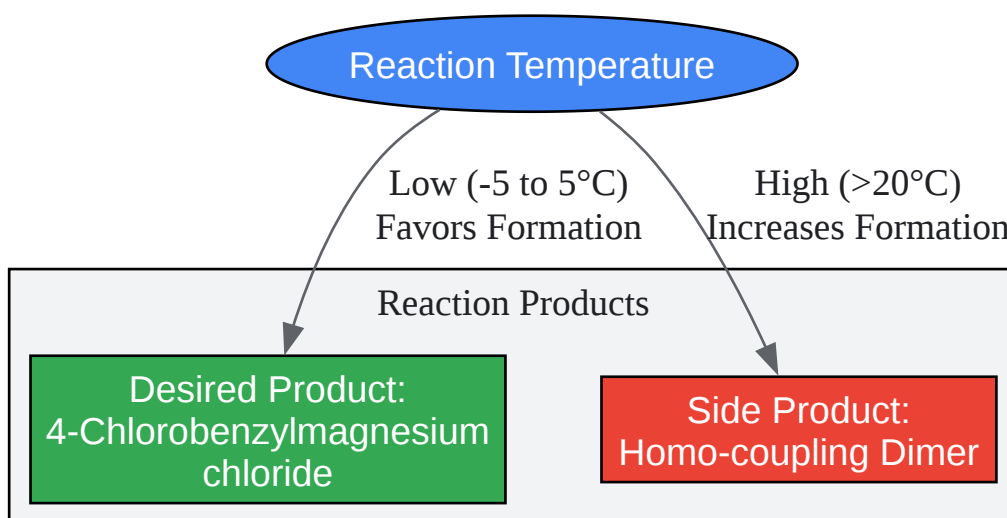 Reaction Temperature
Low (-5 to 5°C)
Favors Formation
High (>20°C)
Increases Formation
Reaction Products
Desired Product:
4-Chlorobenzylmagnesium
chloride
Side Product:
Homo-coupling Dimer